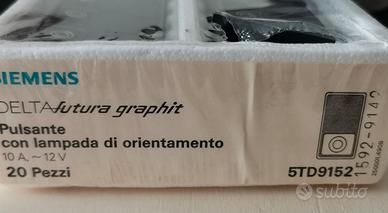 SIEMENS
DELTA futura graphit
Pulsante
con lampada di orientamento
10 A, ~ 12 V
20 Pezzi
5TD9152
1592-9142
subito